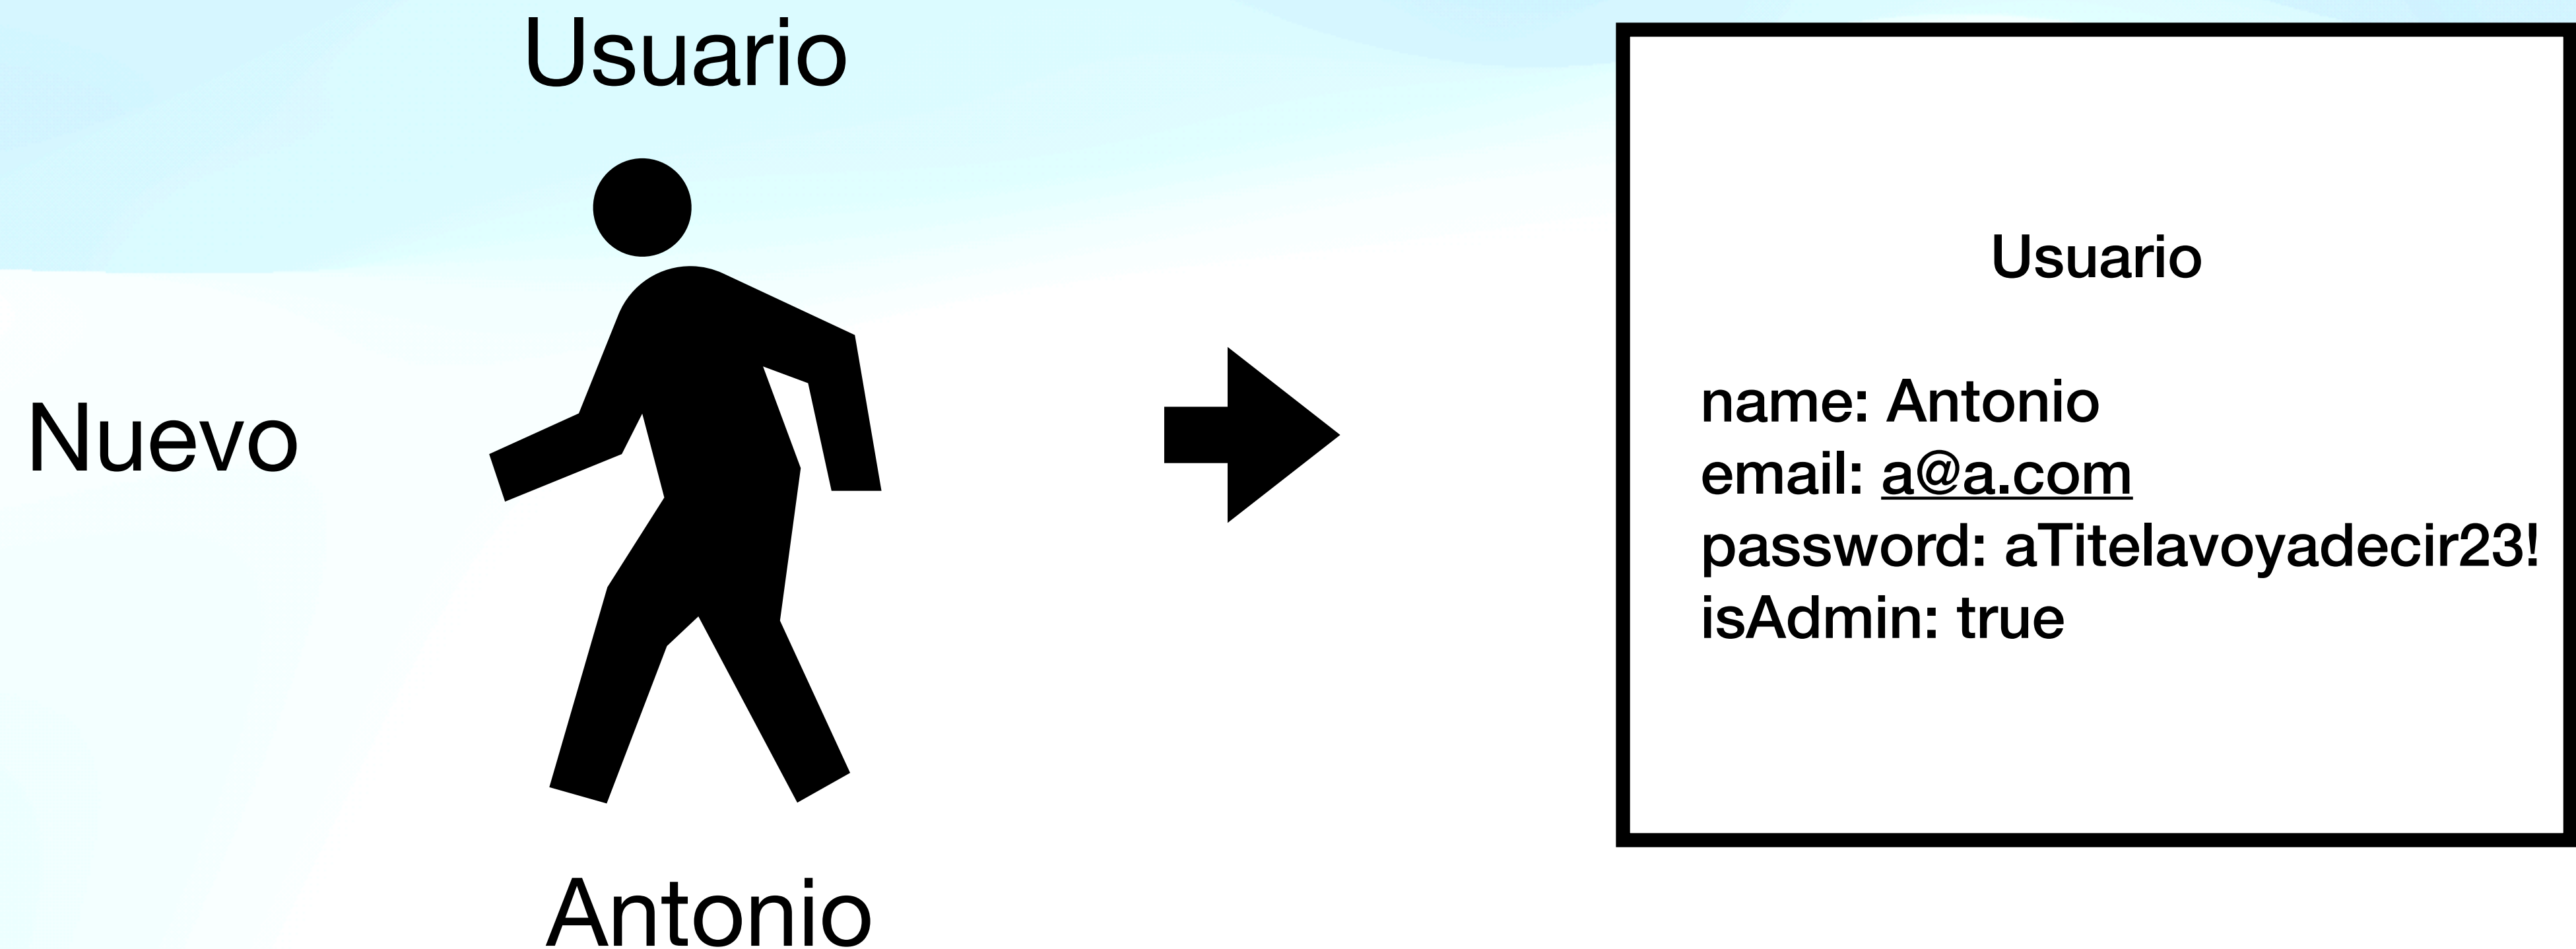 Usuario
Nuevo
Antonio
Usuario
name: Antonio
email: a@a.com
password: aTitelavoyadecir23!
isAdmin: true